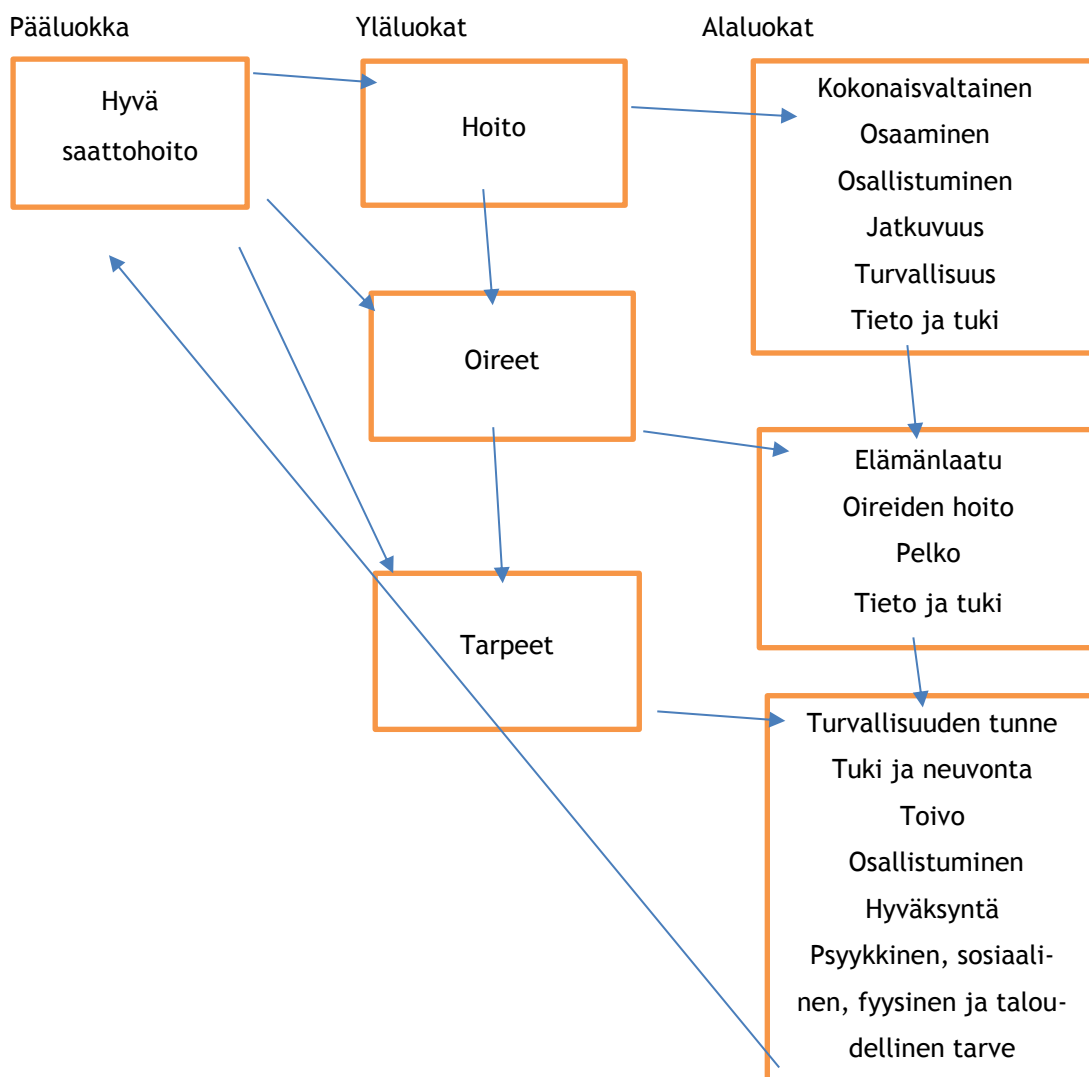 Pääluokka
Yläluokat
Alaluokat
Hyvä
saattohoito
Hoito
Kokonaisvaltainen
Osaaminen
Osallistuminen
Jatkuvuus
Turvallisuus
Tieto ja tuki
Oireet
Elämänlaatu
Oireiden hoito
Pelko
Tieto ja tuki
Tarpeet
Turvallisuuden tunne
Tuki ja neuvonta
Toivo
Osallistuminen
Hyväksyntä
Psyykkinen, sosiaali-
nen, fyysinen ja talou-
dellinen tarve